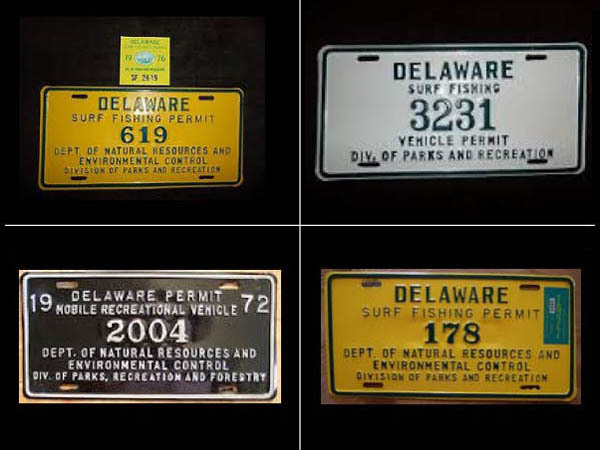 DELAWARE
19 76
SF 2619
DELAWARE
SURF FISHING PERMIT
619
DEPT. OF NATURAL RESOURCES AND
ENVIRONMENTAL CONTROL
DIVISION OF PARKS AND RECREATION
DELAWARE
SURF FISHING
3231
VEHICLE PERMIT
DIV. OF PARKS AND RECREATION
19 DELAWARE PERMIT 72
MOBILE RECREATIONAL VEHICLE
2004
DEPT. OF NATURAL RESOURCES AND
ENVIRONMENTAL CONTROL
DIV. OF PARKS, RECREATION AND FORESTRY
DELAWARE
SURF FISHING PERMIT
178
DEPT. OF NATURAL RESOURCES AND
ENVIRONMENTAL CONTROL
DIVISION OF PARKS AND RECREATION